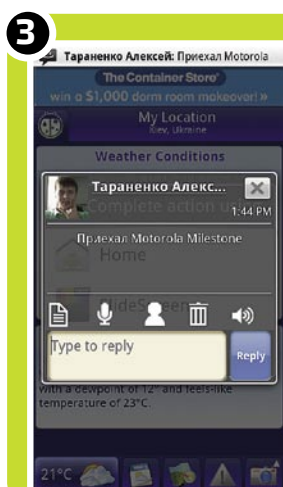 3
Тараненко Алексей: Приехал Motorola
The Container Store®
win a $1,000 dorm room makeover! »
My Location
Kiev, Ukraine
Weather Conditions
Тараненко Алекс...
Complete action using
1:44 PM
Приехал Motorola Milestone
Home
SlideScreen
Type to reply
Reply
with a dewpoint of 12° and feels-like
temperature of 23°C.
21°C